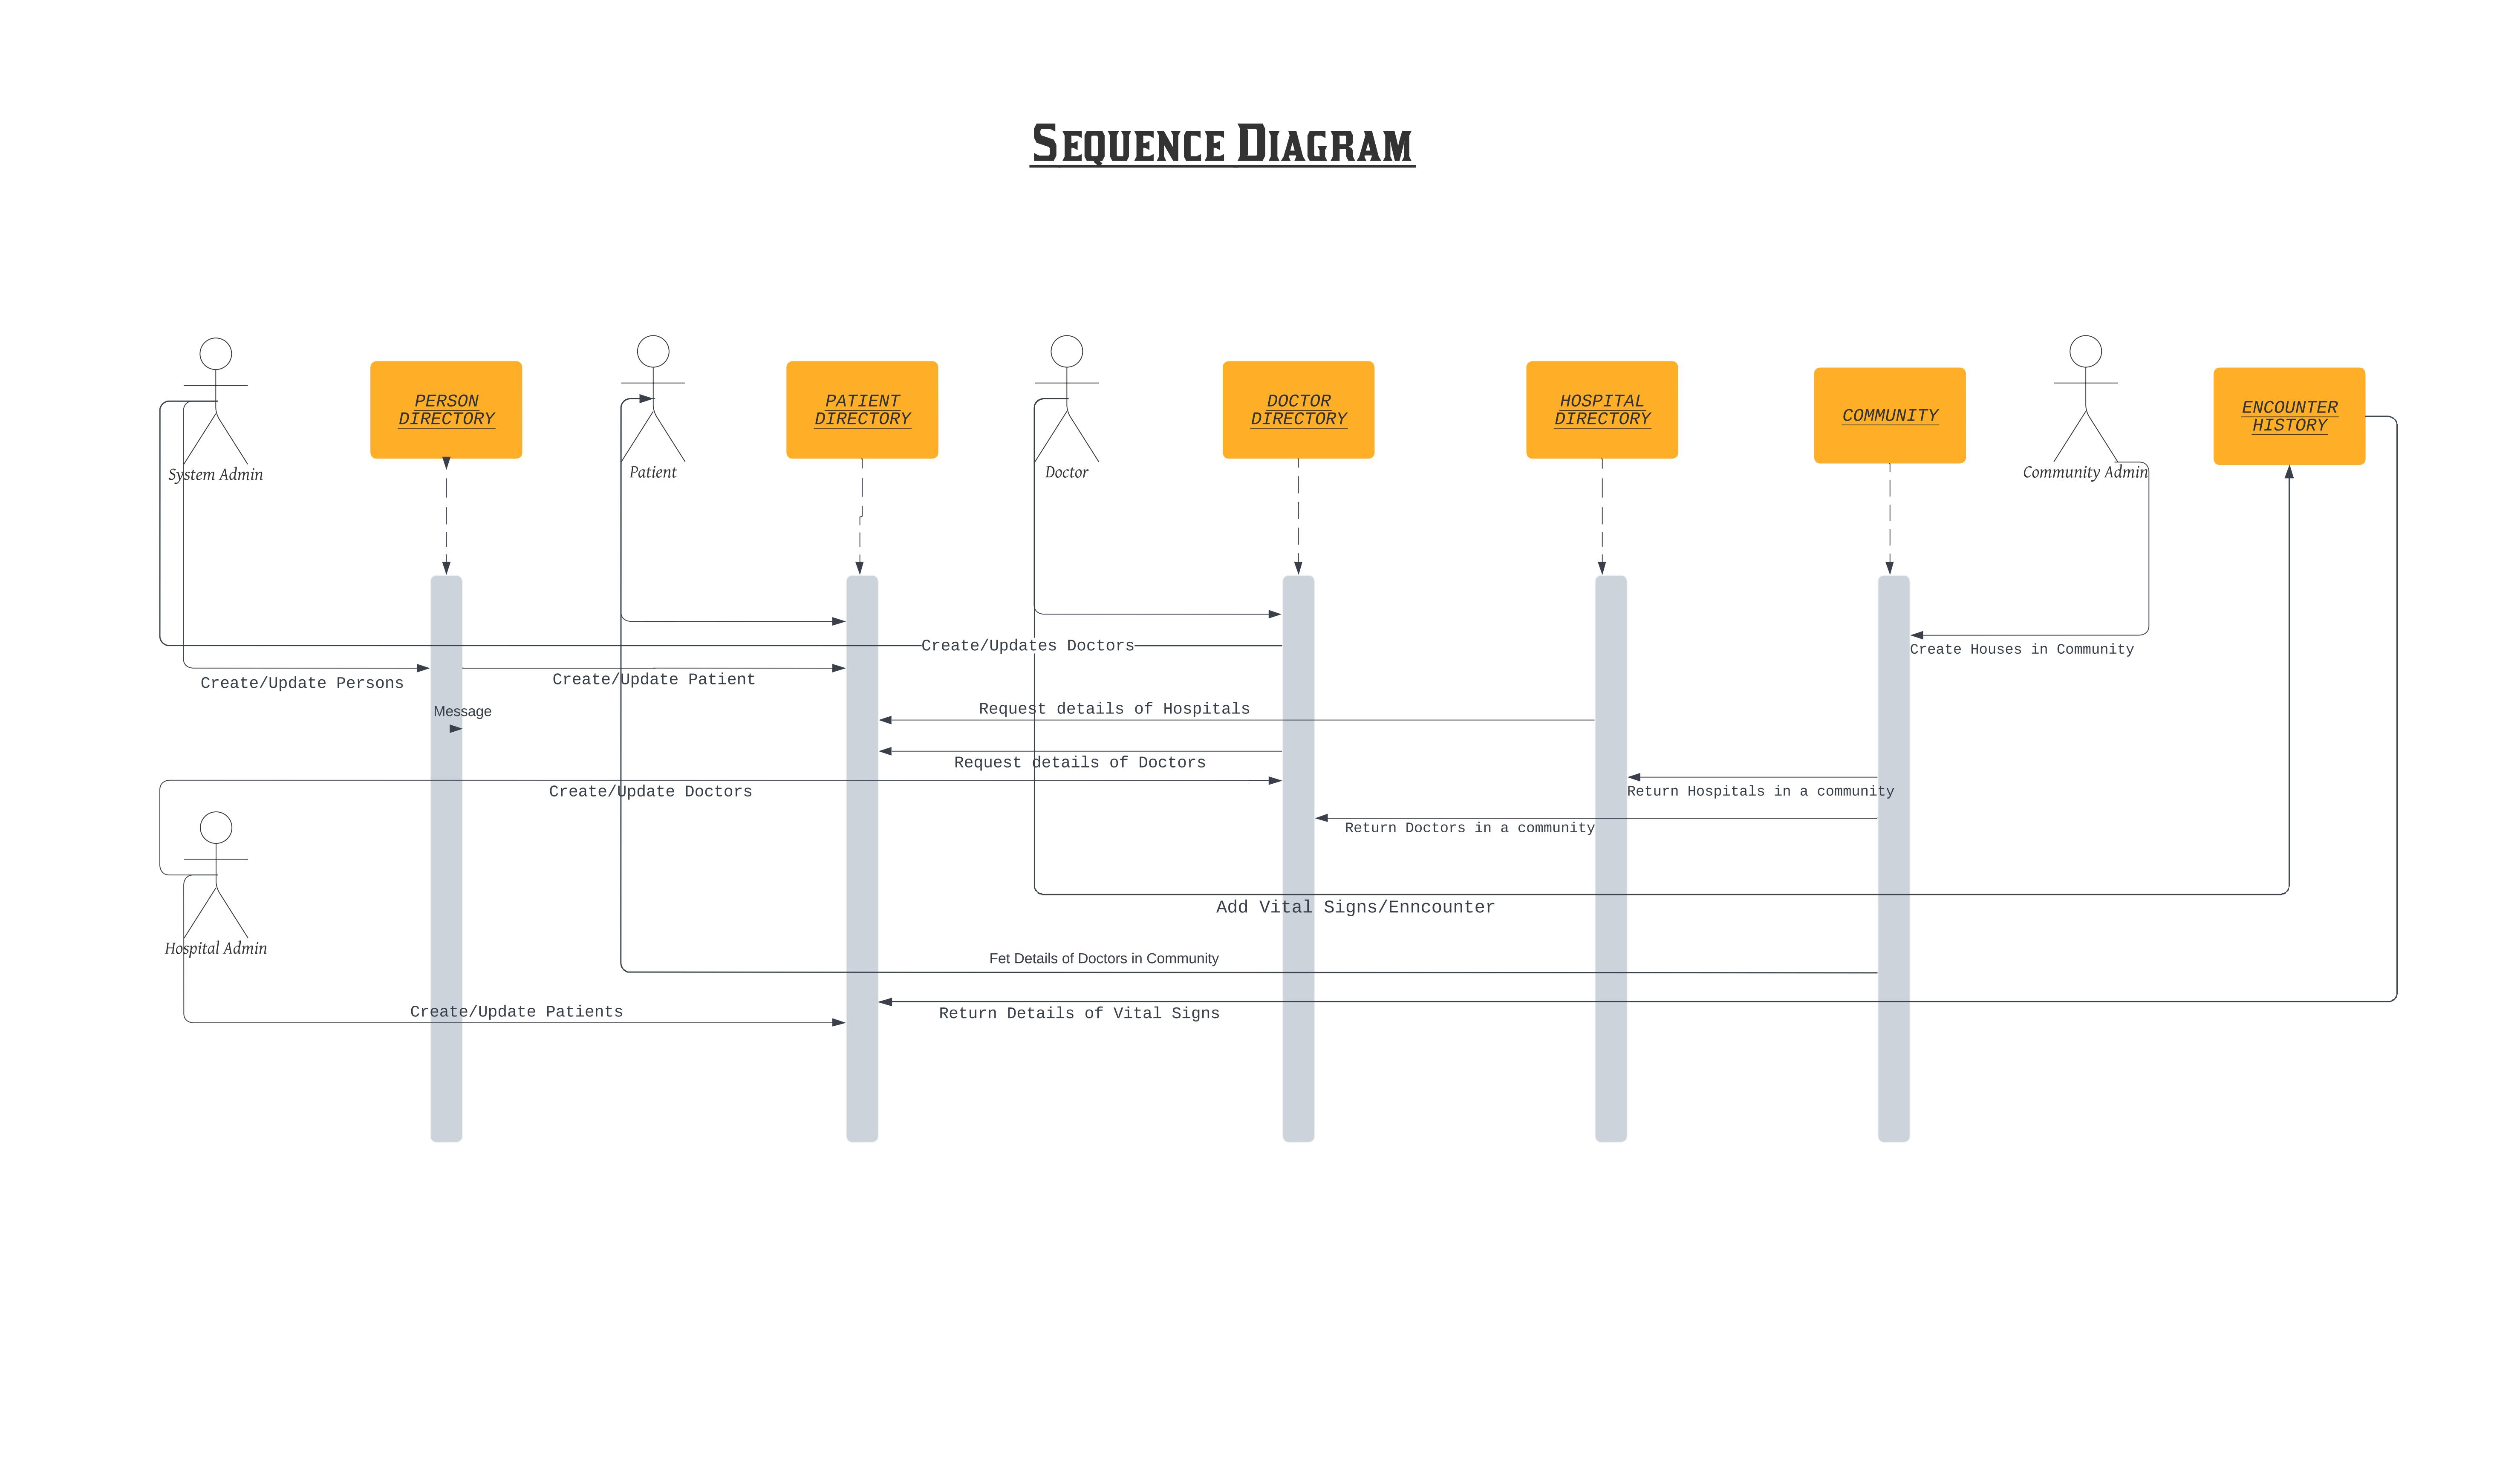 Sequence Diagram
PERSON
DIRECTORY
PATIENT
DIRECTORY
DOCTOR
DIRECTORY
HOSPITAL
DIRECTORY
COMMUNITY
ENCOUNTER
HISTORY
System Admin
Patient
Doctor
Community Admin
Create/Updates Doctors
Create Houses in Community
Create/Update Persons
Create/Update Patient
Message
Request details of Hospitals
Request details of Doctors
Create/Update Doctors
Return Hospitals in a community
Return Doctors in a community
Add Vital Signs/Enncounter
Hospital Admin
Fet Details of Doctors in Community
Create/Update Patients
Return Details of Vital Signs